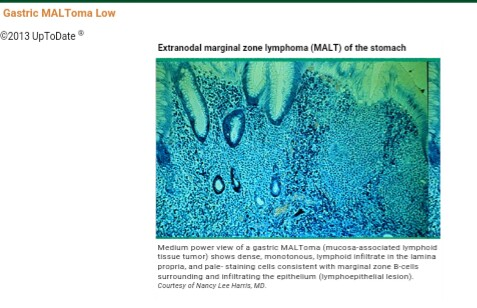 Gastric MALToma Low
©2013 UpToDate ®
Extranodal marginal zone lymphoma (MALT) of the stomach
Medium power view of a gastric MALToma (mucosa-associated lymphoid
tissue tumor) shows dense, monotonous, lymphoid infiltrate in the lamina
propria, and pale- staining cells consistent with marginal zone B-cells
surrounding and infiltrating the epithelium (lymphoepithelial lesion).
Courtesy of Nancy Lee Harris, MD.